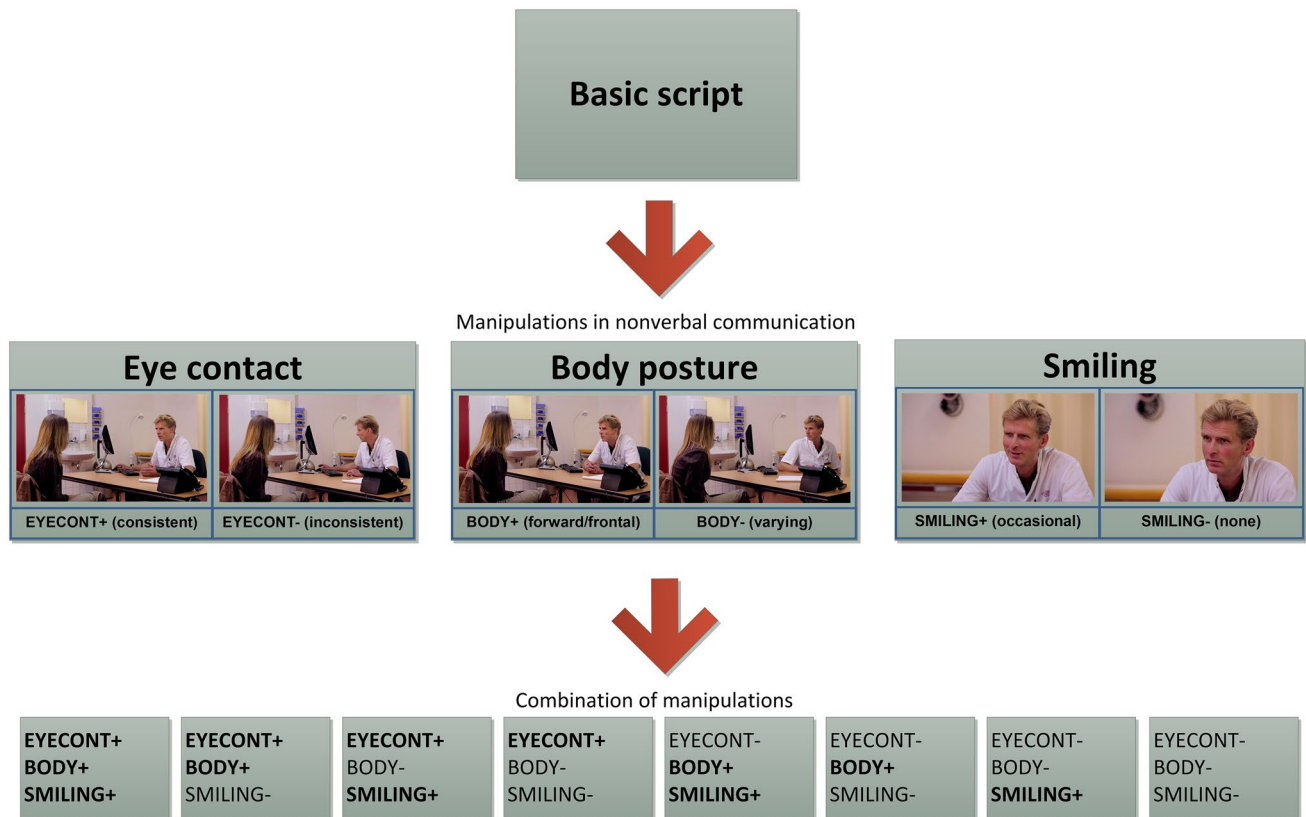 Basic script
Manipulations in nonverbal communication
Eye contact
EYECONT+ (consistent)
EYECONT- (inconsistent)
Body posture
BODY+ (forward/frontal)
BODY- (varying)
Smiling
SMILING+ (occasional)
SMILING- (none)
Combination of manipulations
EYECONT+
BODY+
SMILING+
EYECONT+
BODY+
SMILING-
EYECONT+
BODY-
SMILING+
EYECONT+
BODY-
SMILING-
EYECONT-
BODY+
SMILING+
EYECONT-
BODY+
SMILING-
EYECONT-
BODY-
SMILING+
EYECONT-
BODY-
SMILING-